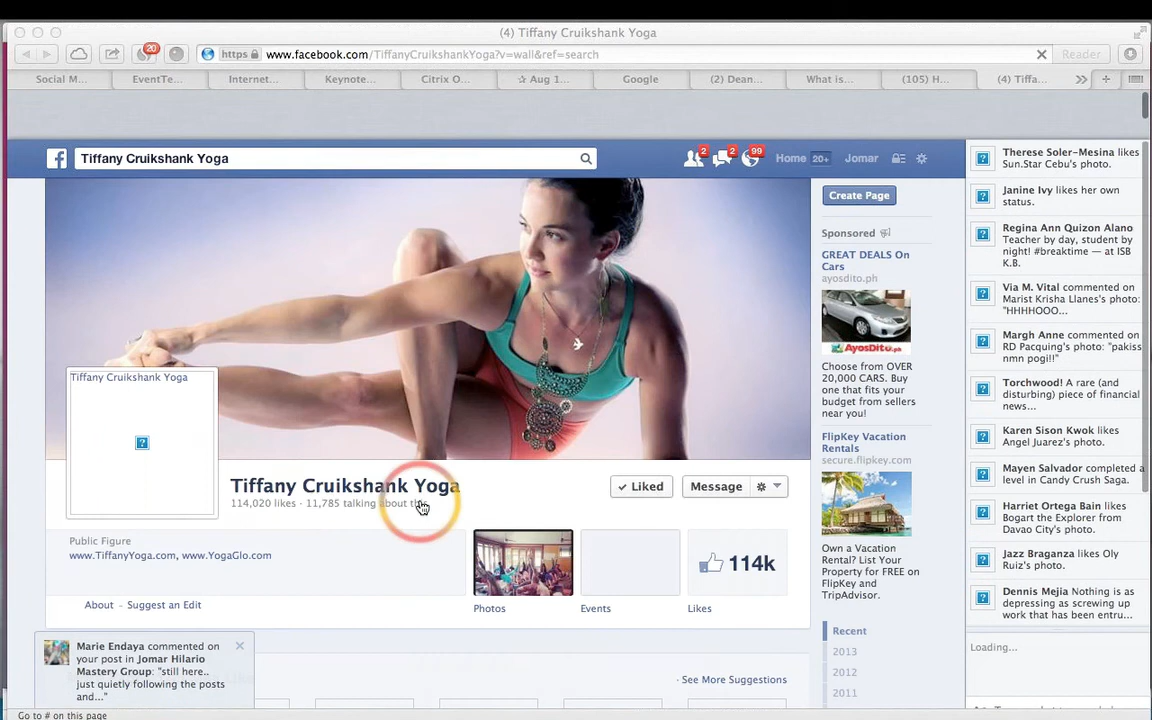 (4) Tiffany Cruikshank Yoga
20
https
www.facebook.com/TiffanyCruikshankYoga?v=wall&ref=search
Reader
Social M...
EventTe...
Internet...
Keynote...
Citrix O...
☆ Aug 1...
Google
(2) Dean...
What is...
(105) H...
(4) Tiffa...
Tiffany Cruikshank Yoga
2
2
99
Home 20+
Jomar
Tiffany Cruikshank Yoga
Tiffany Cruikshank Yoga
114,020 likes · 11,785 talking about
Liked
Message
Public Figure
www.TiffanyYoga.com, www.YogaGlo.com
About - Suggest an Edit
Photos
Events
114k
Likes
Marie Endaya commented on
your post in Jomar Hilario
Mastery Group: "still here..
just quietly following the posts
and..."
· See More Suggestions
Go to # on this page
Create Page
Sponsored
GREAT DEALS On
Cars
ayosdito.ph
AyosDito.ph
Choose from OVER
20,000 CARS. Buy
one that fits your
budget from sellers
near you!
FlipKey Vacation
Rentals
secure.flipkey.com
Own a Vacation
Rental? List Your
Property for FREE on
FlipKey and
TripAdvisor.
Recent
2013
2012
2011
Therese Soler-Mesina likes
Sun.Star Cebu's photo.
Janine Ivy likes her own
status.
Regina Ann Quizon Alano
Teacher by day, student by
night! #breaktime — at ISB
K.B.
Via M. Vital commented on
Marist Krisha Llanes's photo:
"HHHHOOO...
Margh Anne commented on
RD Pacquing's photo: "pakiss
nmn pogi!!"
Torchwood! A rare (and
disturbing) piece of financial
news...
Karen Sison Kwok likes
Angel Juarez's photo.
Mayen Salvador completed a
level in Candy Crush Saga.
Harriet Ortega Bain likes
Bogart the Explorer from
Davao City's photo.
Jazz Braganza likes Oly
Ruiz's photo.
Dennis Mejia Nothing is as
depressing as screwing up
work that has been entru...
Loading...